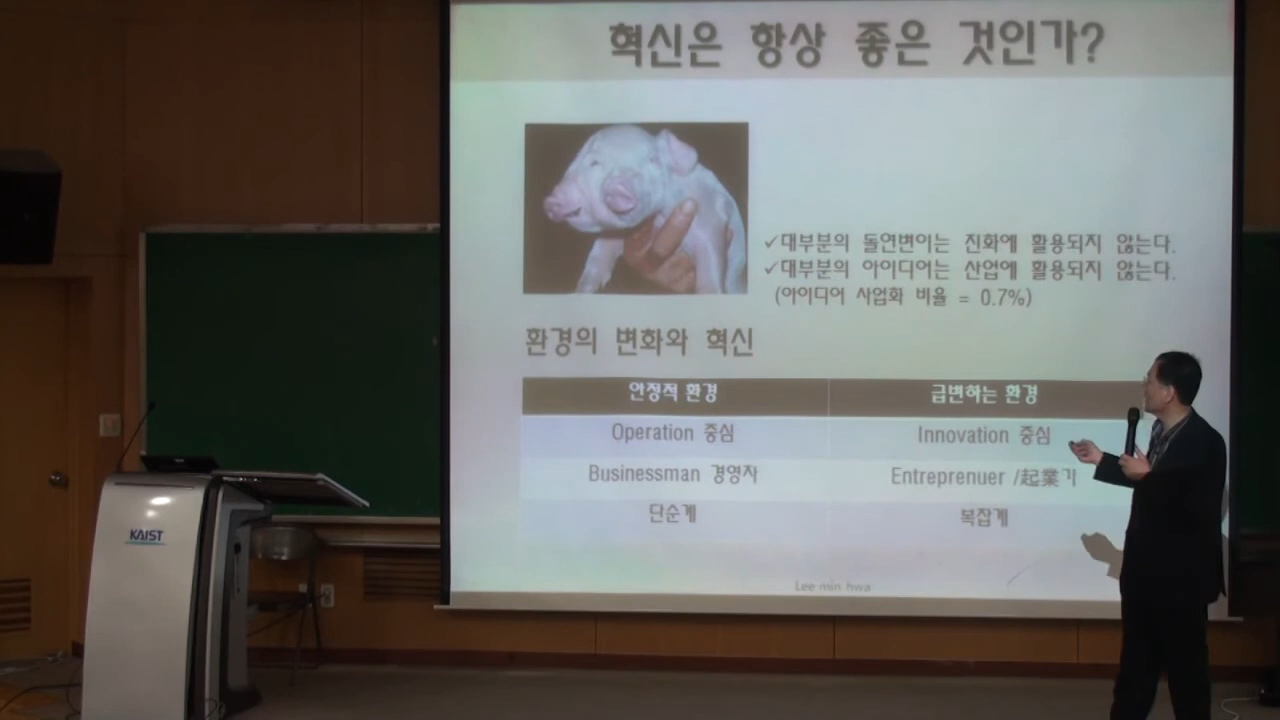 혁신은 항상 좋은 것인가?
✓대부분의 돌연변이는 진화에 활용되지 않는다.
✓대부분의 아이디어는 산업에 활용되지 않는다.
(아이디어 사업화 비율 = 0.7%)
환경의 변화와 혁신
안정적 환경 급변하는 환경
Operation 중심 Innovation 중심
Businessman 경영자 Entreprenuer /起業가
단순계 복잡계
Lee min hwa
KAIST